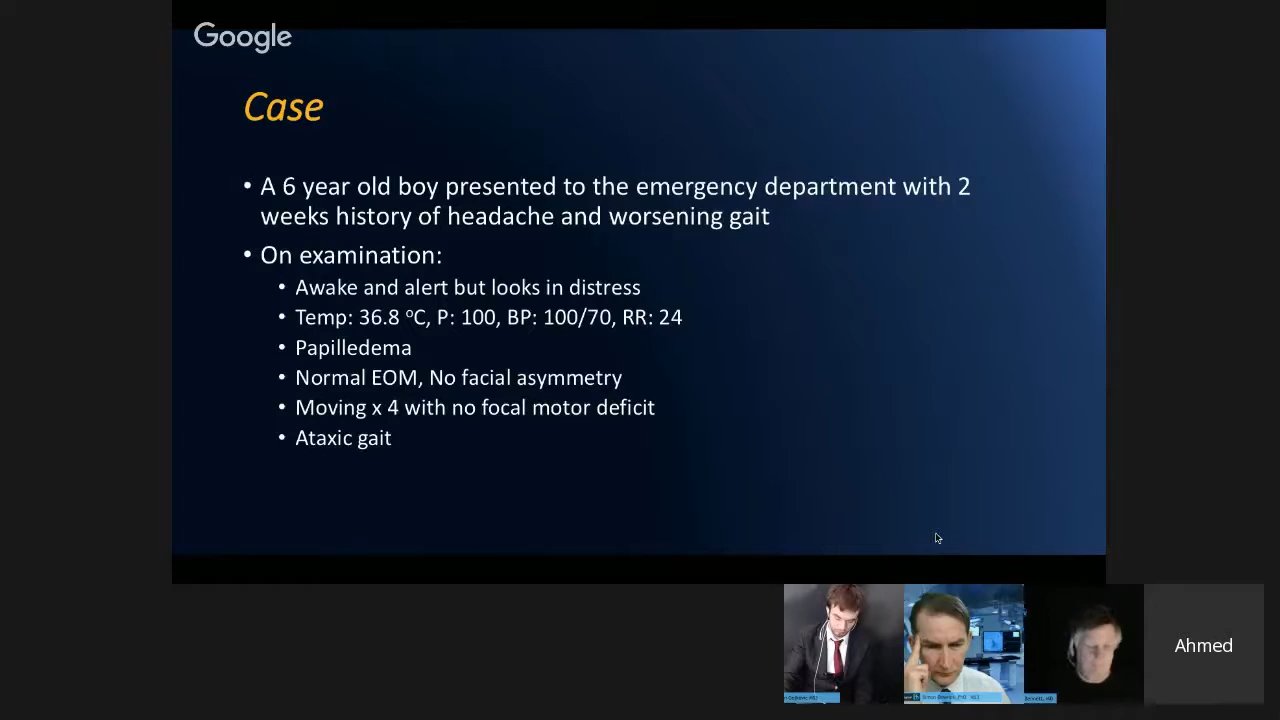 Google
Case
• A 6 year old boy presented to the emergency department with 2
weeks history of headache and worsening gait
• On examination:
• Awake and alert but looks in distress
• Temp: 36.8 °C, P: 100, BP: 100/70, RR: 24
• Papilledema
• Normal EOM, No facial asymmetry
• Moving x 4 with no focal motor deficit
• Ataxic gait
Ahmed